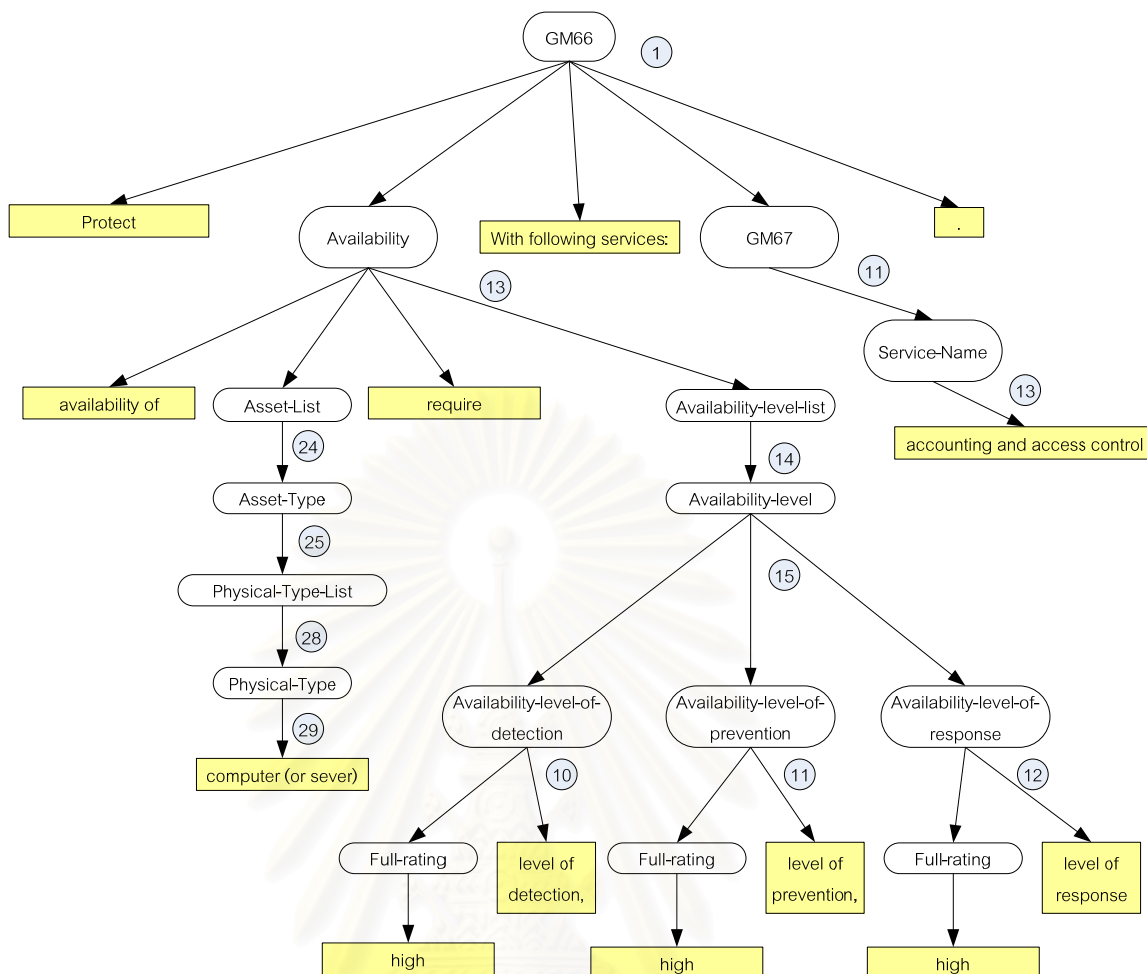 GM66
1
Protect
Availability
With following services:
GM67
.
13
11
Service-Name
13
availability of
Asset-List
require
Availability-level-list
accounting and access control
24
14
Asset-Type
Availability-level
25
15
Physical-Type-List
28
Physical-Type
Availability-level-of-
detection
Availability-level-of-
prevention
Availability-level-of-
response
29
computer (or sever)
10
11
12
Full-rating
level of
detection,
Full-rating
level of
prevention,
Full-rating
level of
response
high
high
high